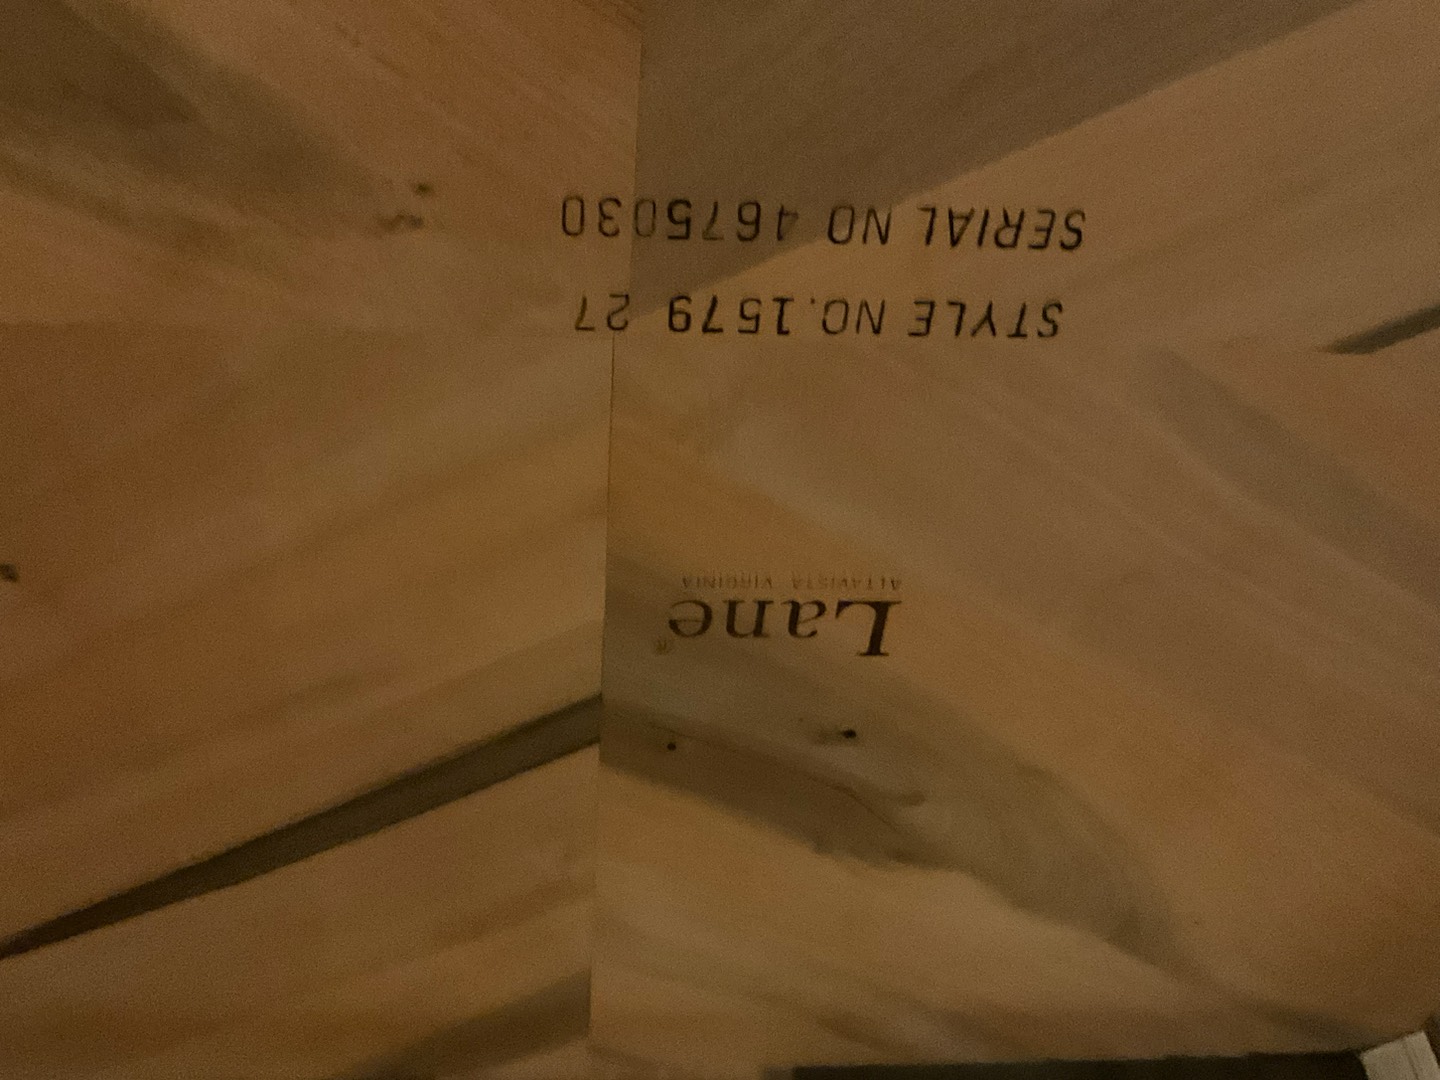 Lane®
ALTAVISTA, VIRGINIA
STYLE NO.1579 27
SERIAL NO 4675030